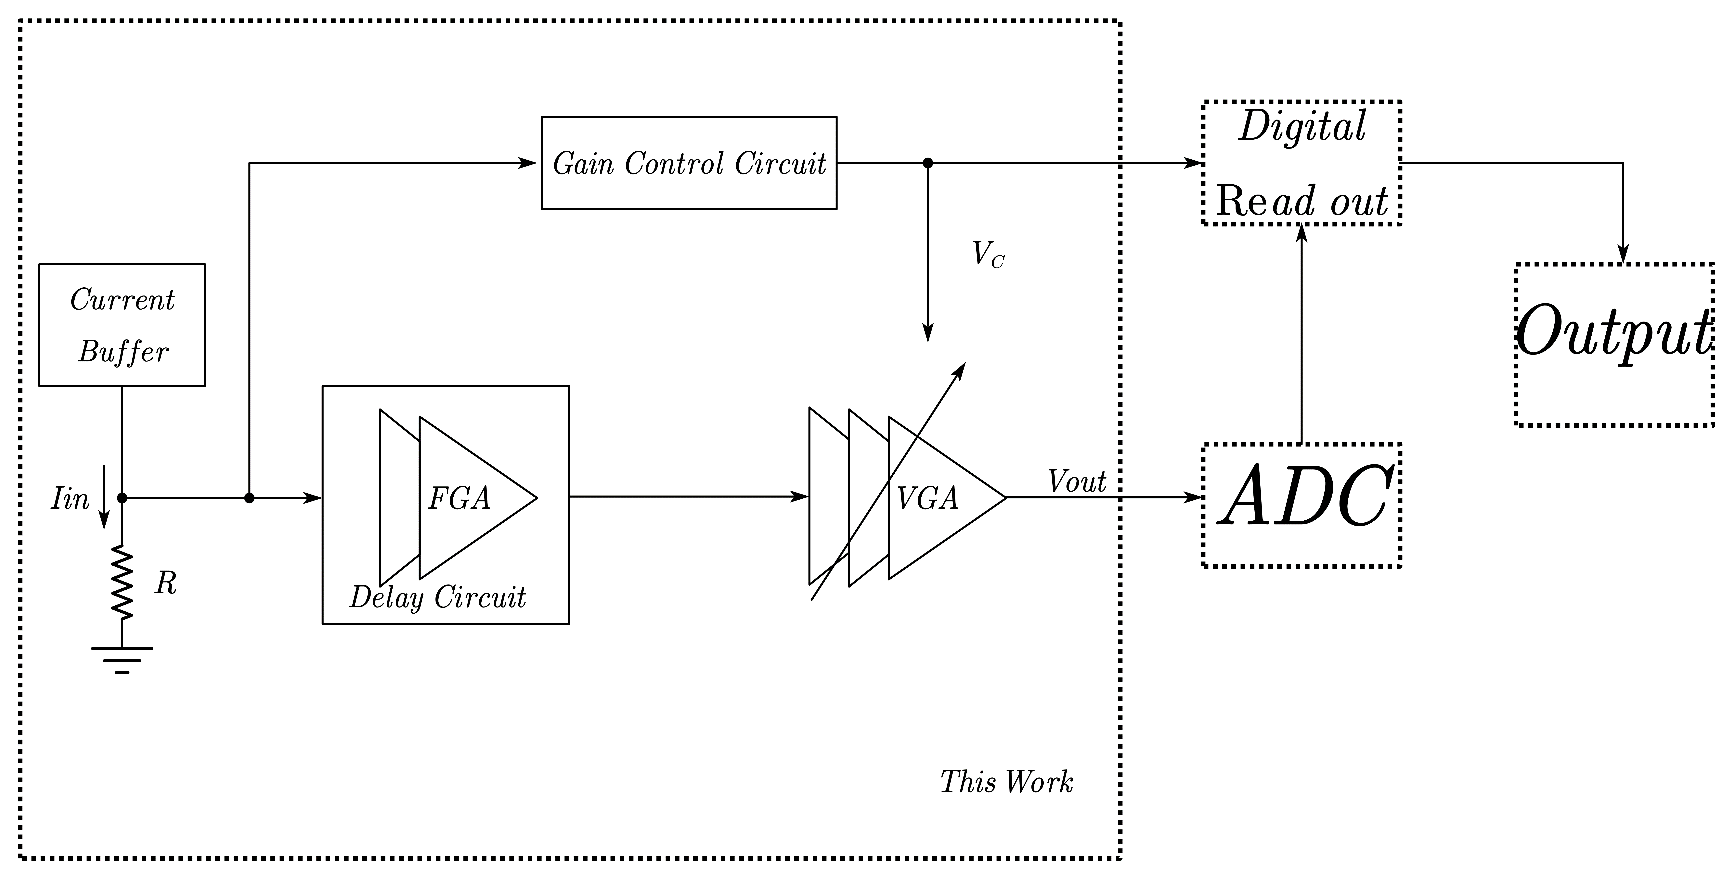 Digital
Gain Control Circuit
Read out
V_C
Current
Buffer
Output
Iin
FGA
VGA
Vout
ADC
R
Delay Circuit
This Work